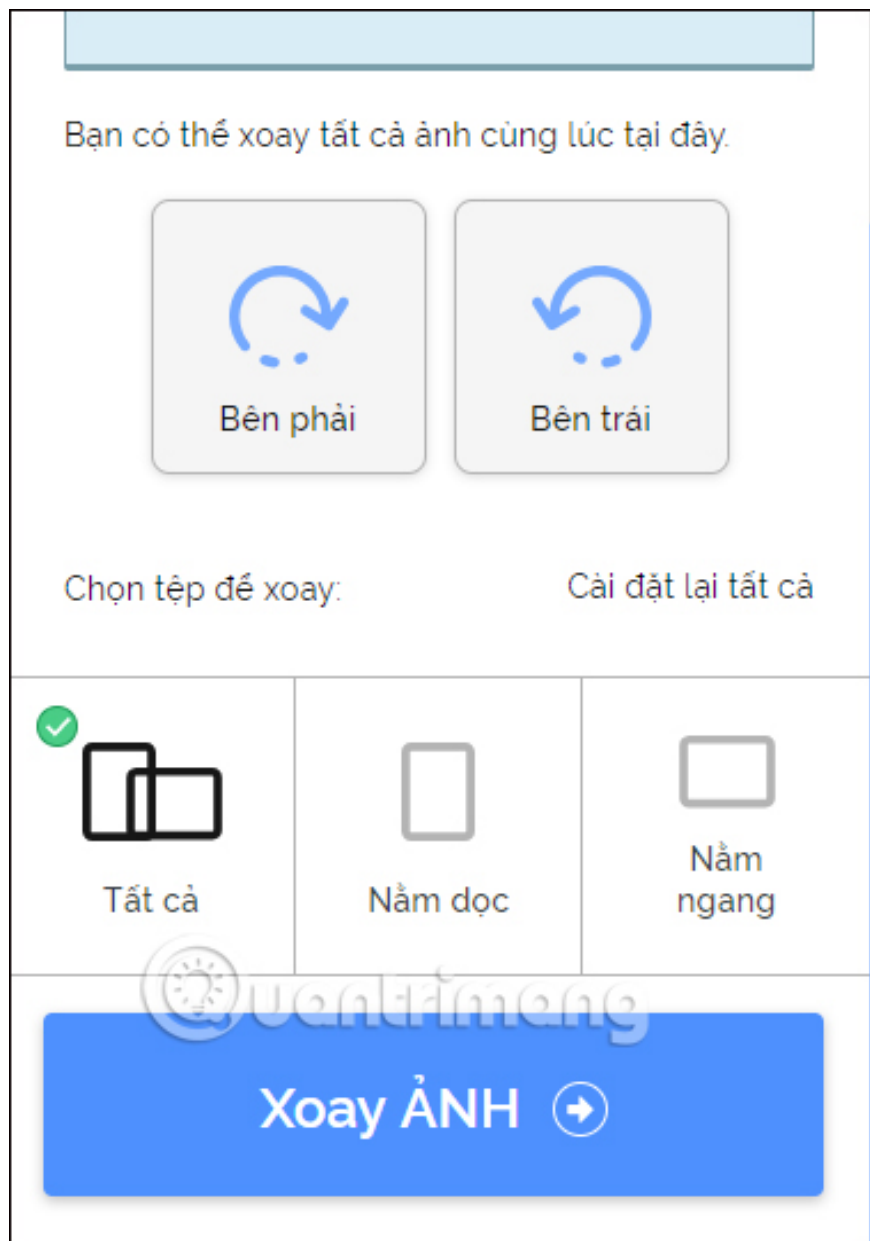 Bạn có thể xoay tất cả ảnh cùng lúc tại đây.
Bên phải
Bên trái
Chọn tệp để xoay:
Cài đặt lại tất cả
Tất cả
Nằm dọc
Nằm
ngang
Quantrimang
Xoay ẢNH